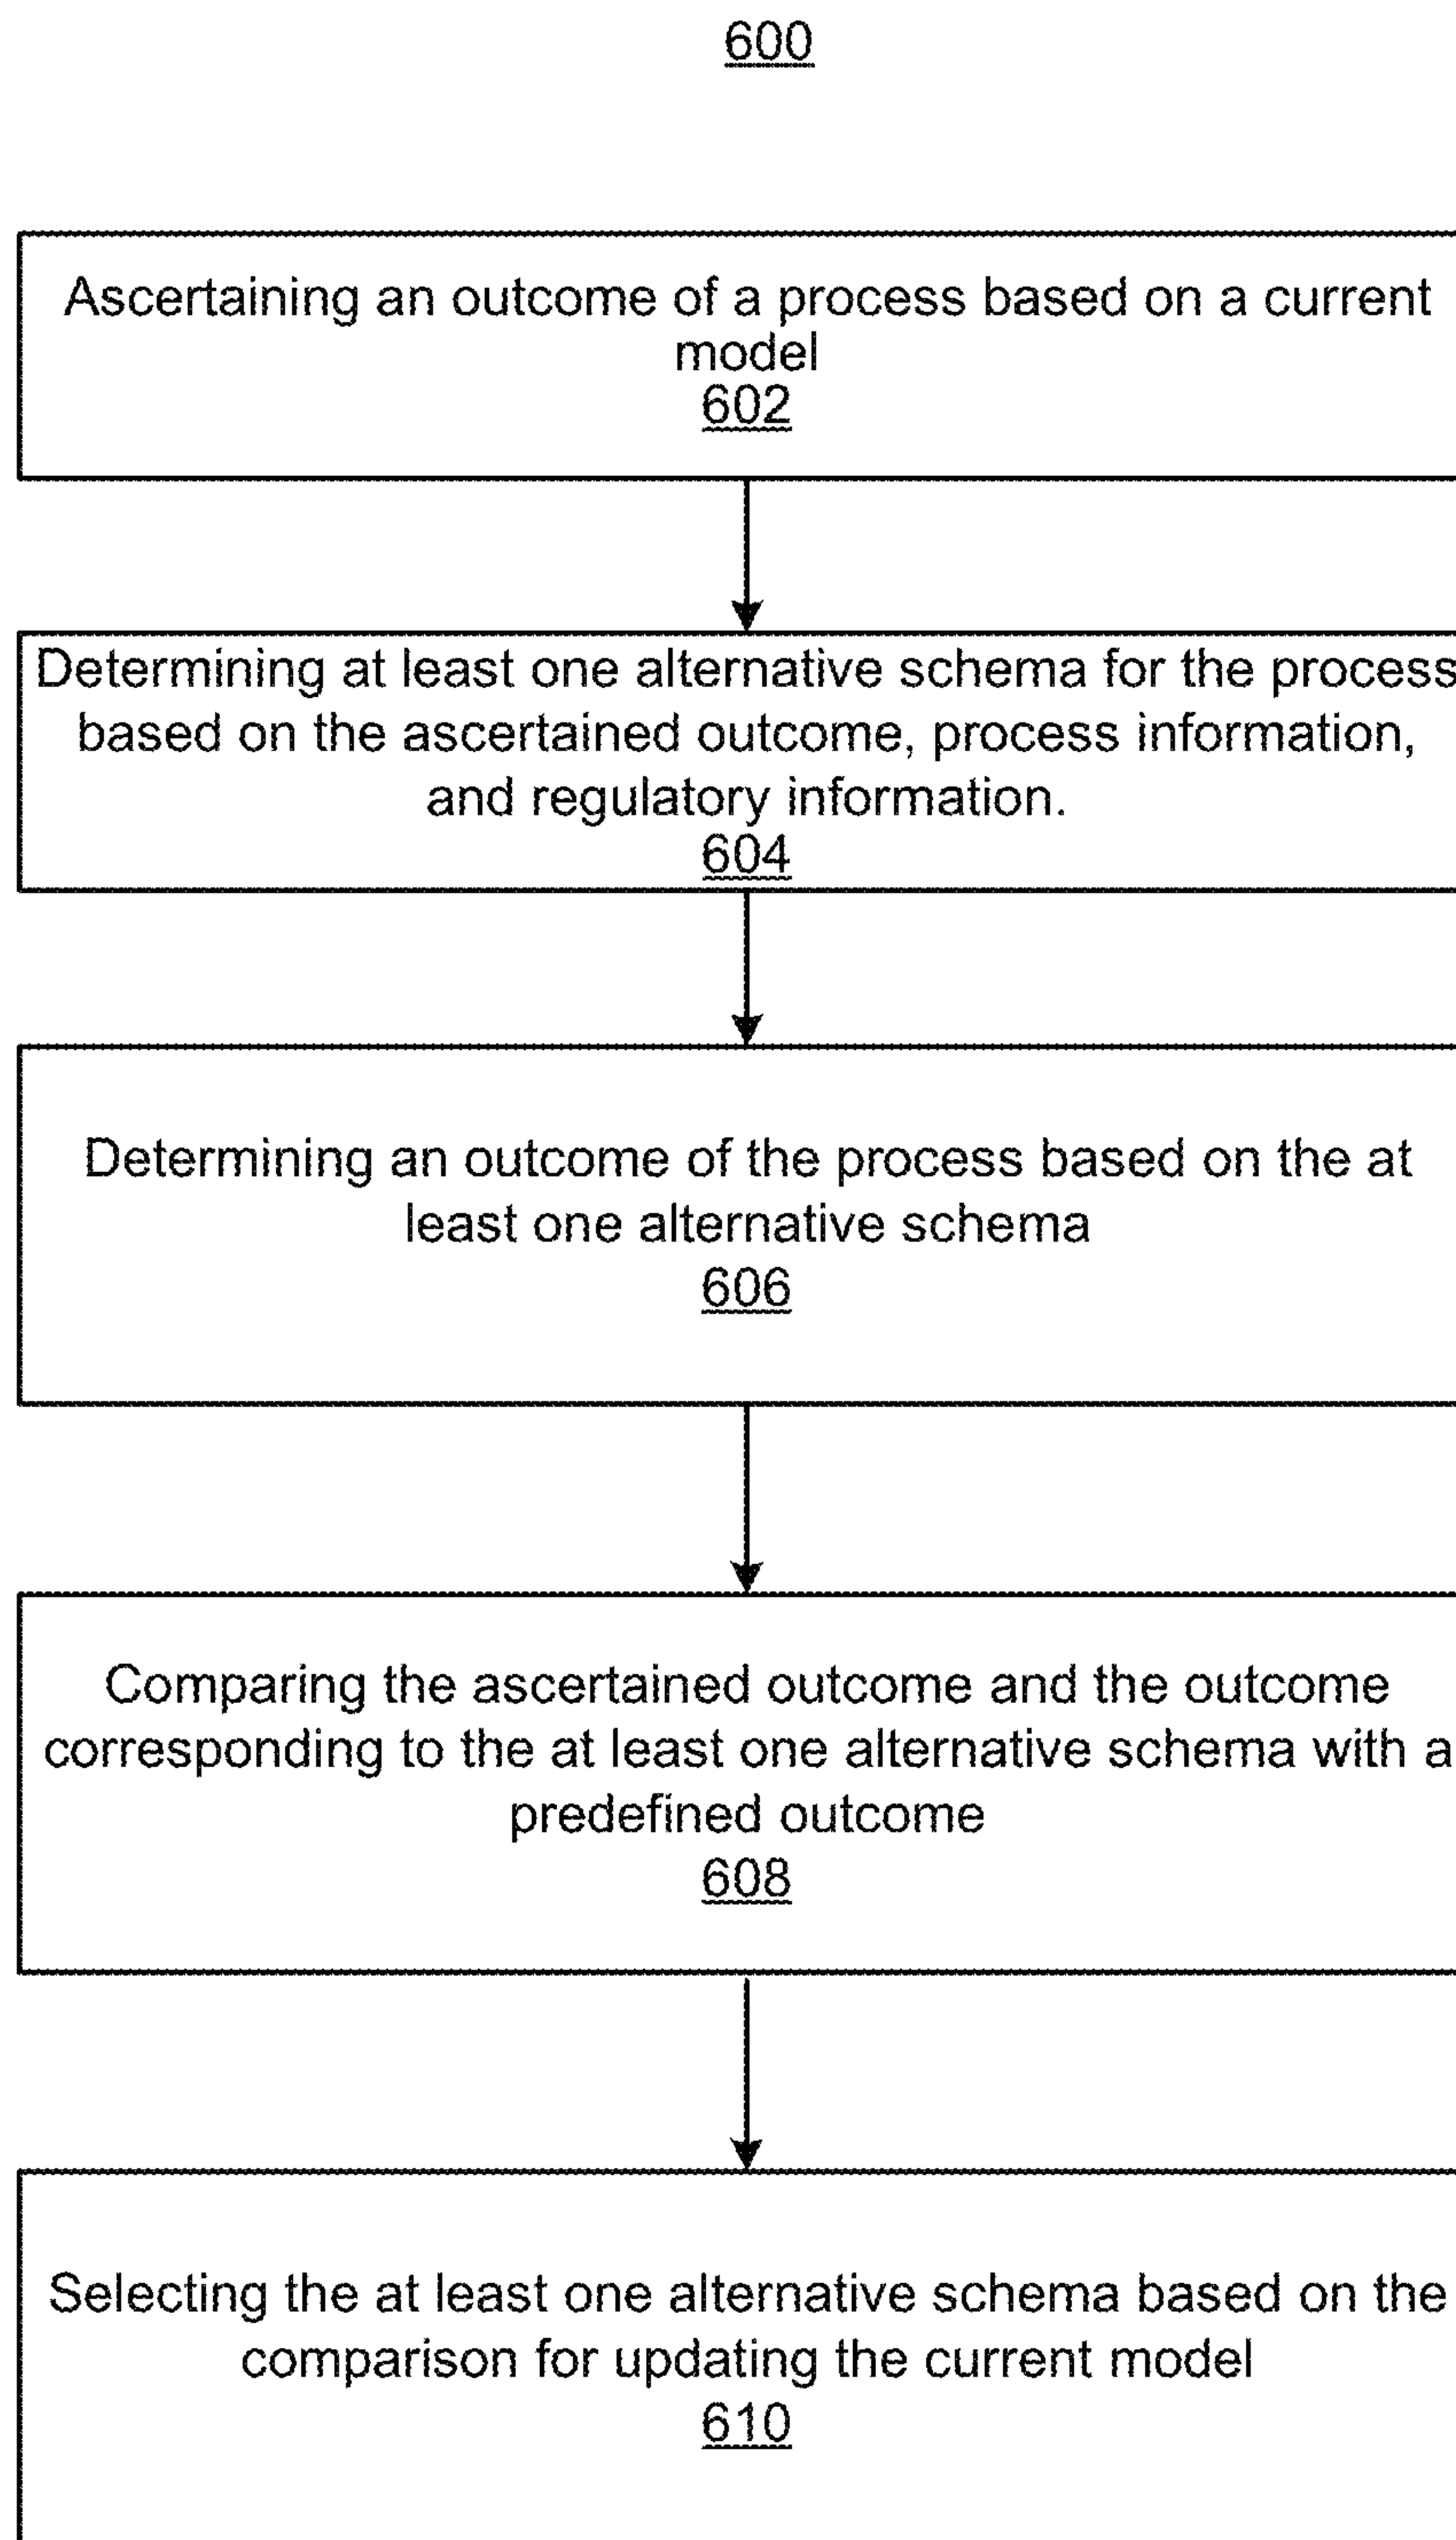 600
Ascertaining an outcome of a process based on a current
model
602
Determining at least one alternative schema for the process
based on the ascertained outcome, process information,
and regulatory information.
604
Determining an outcome of the process based on the at
least one alternative schema
606
Comparing the ascertained outcome and the outcome
corresponding to the at least one alternative schema with a
predefined outcome
608
Selecting the at least one alternative schema based on the
comparison for updating the current model
610